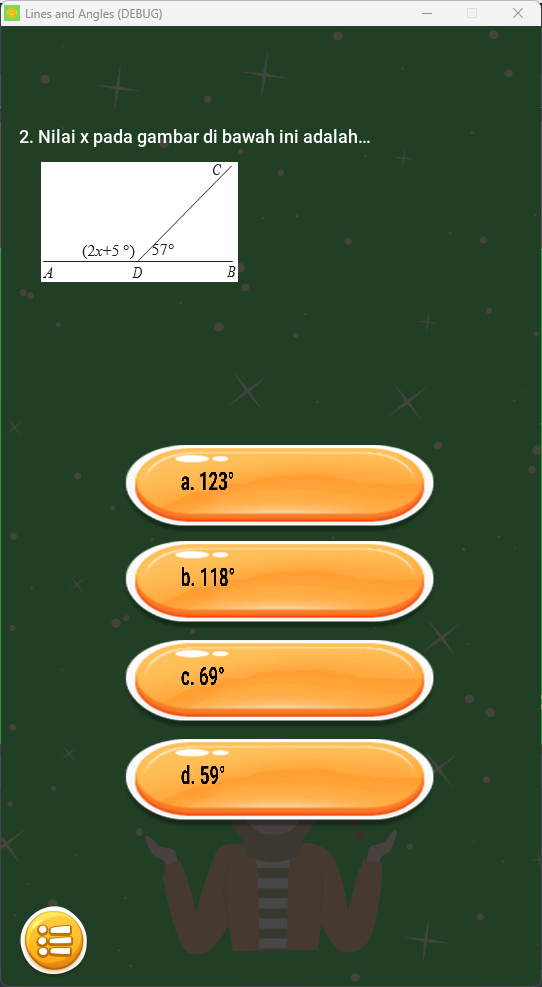 Lines and Angles (DEBUG)
2. Nilai x pada gambar di bawah ini adalah...
C
(2x+5 °) 57°
A D B
a. 123°
b. 118°
c. 69°
d. 59°